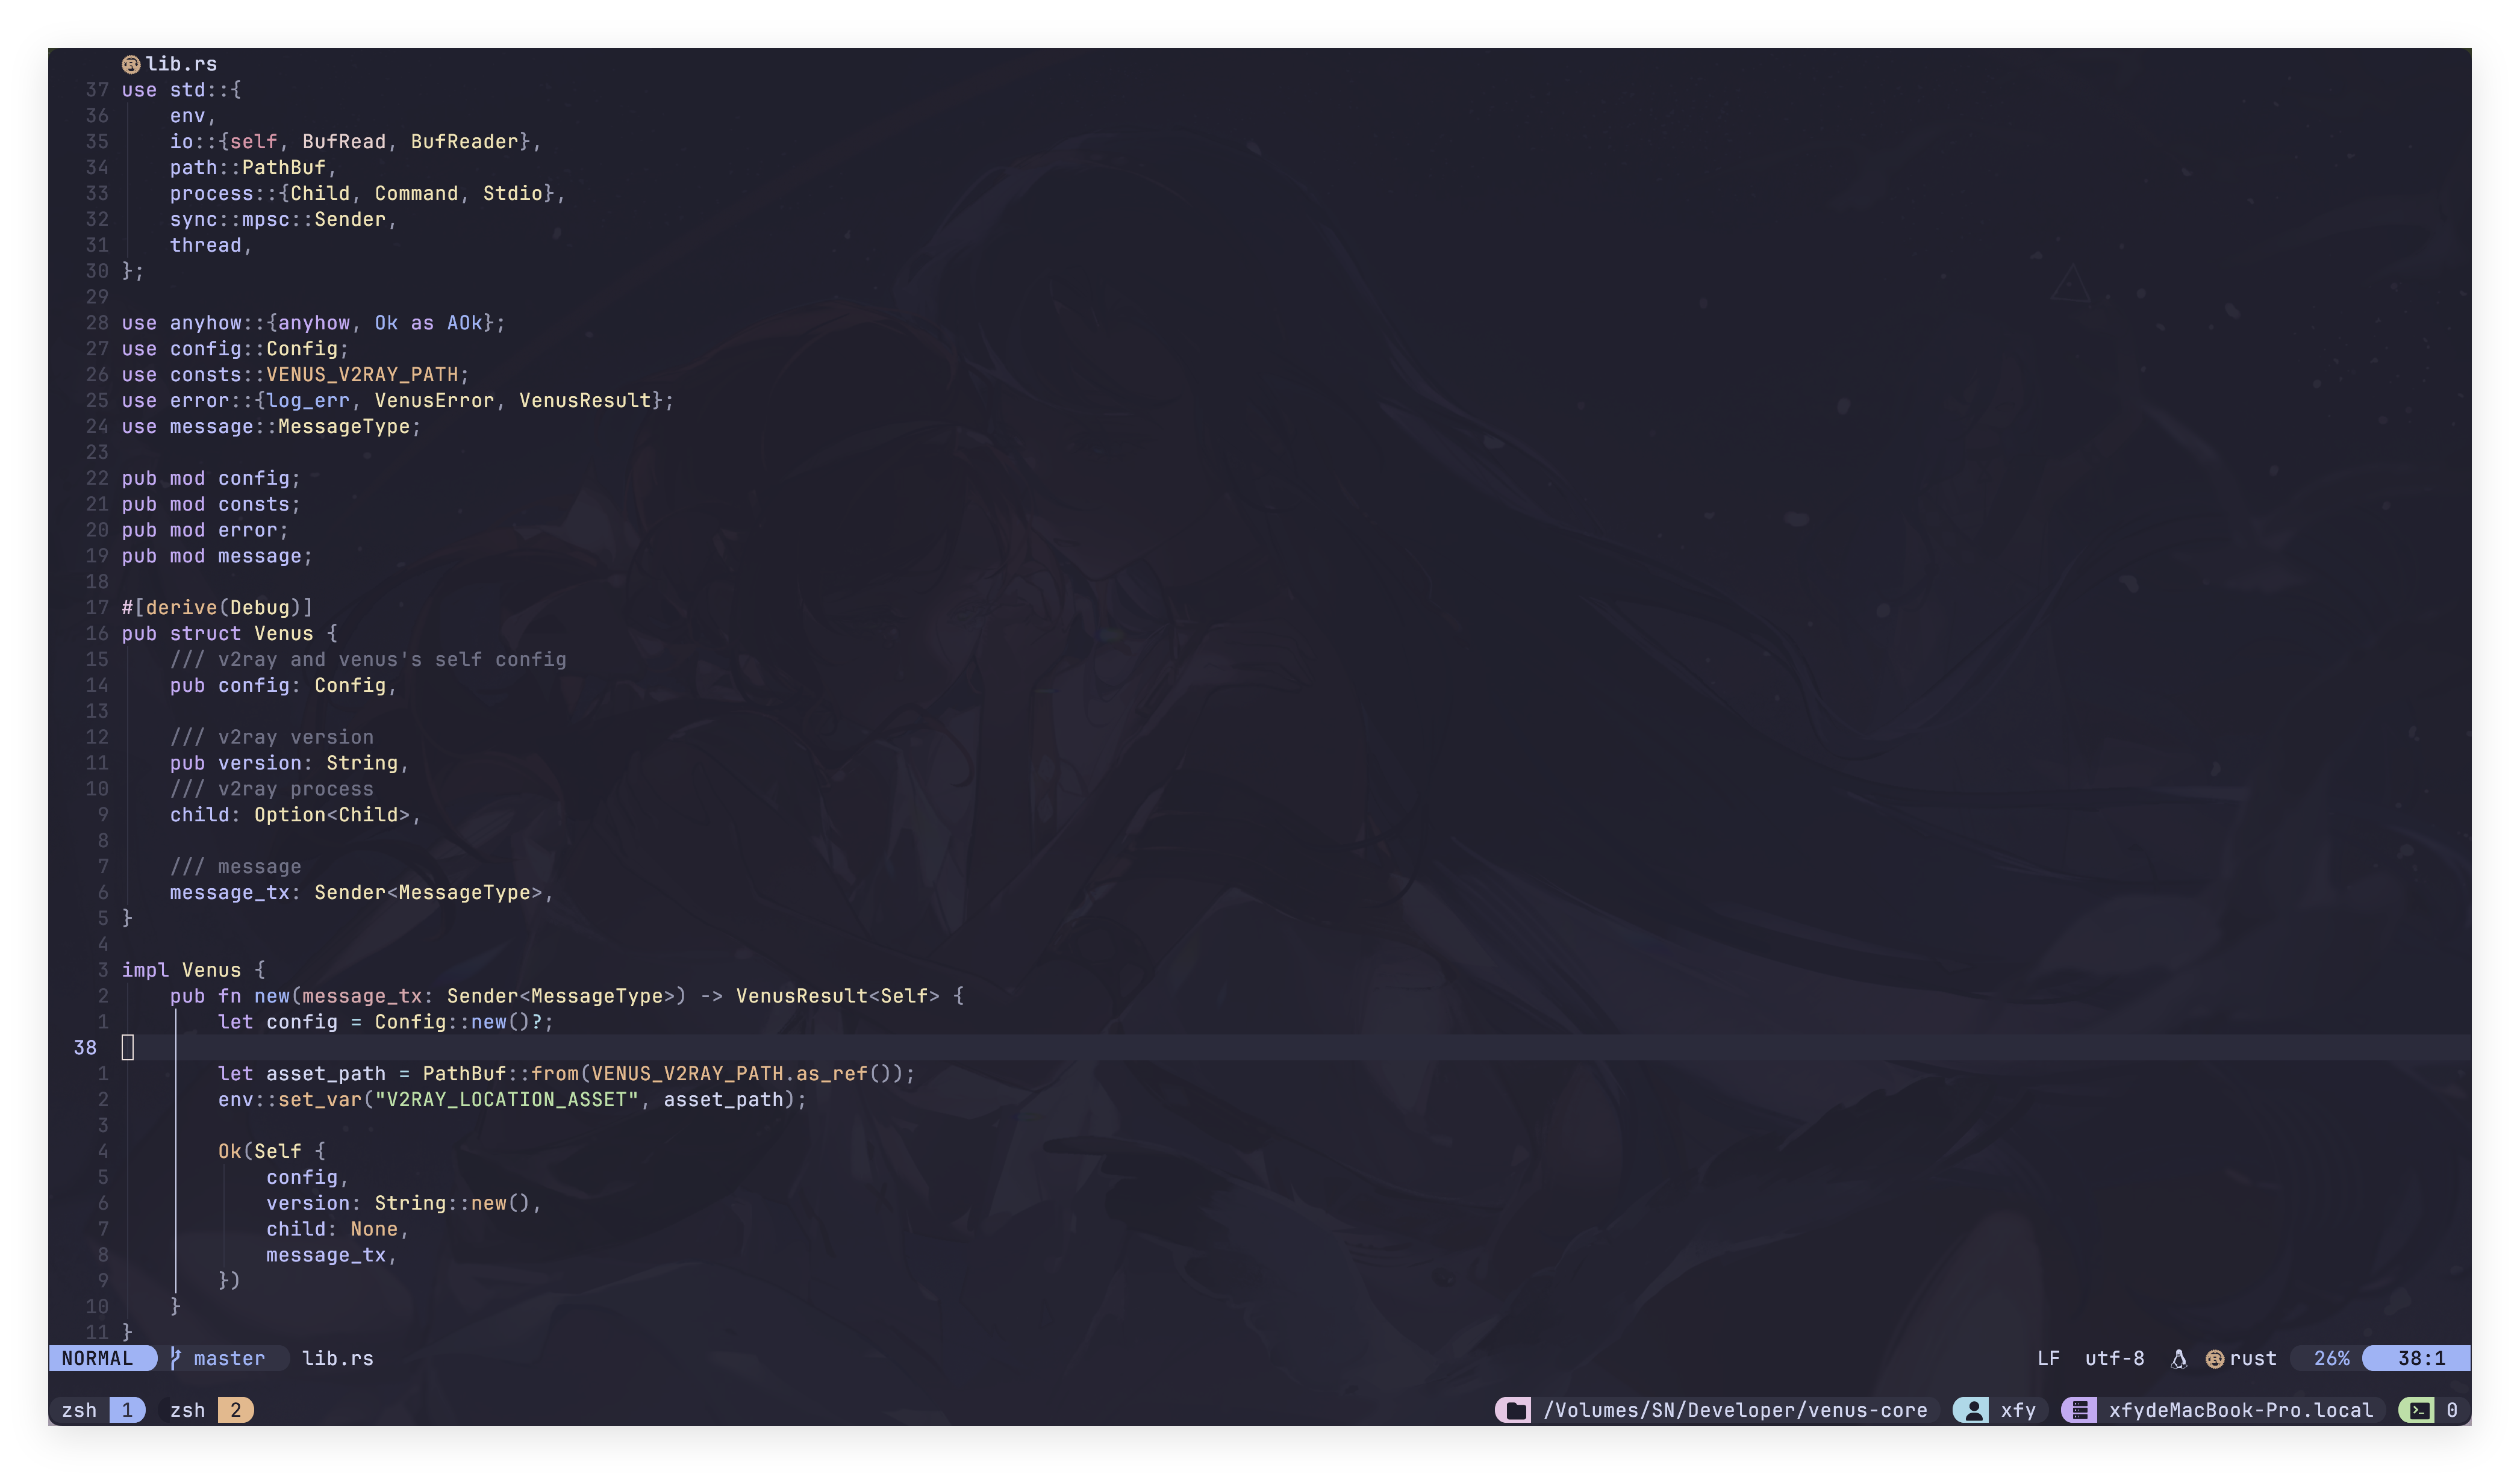 lib.rs
37 use std::{
36     env,
35     io::{self, BufRead, BufReader},
34     path::PathBuf,
33     process::{Child, Command, Stdio},
32     sync::mpsc::Sender,
31     thread,
30 };
29
28 use anyhow::{anyhow, Ok as AOk};
27 use config::Config;
26 use consts::VENUS_V2RAY_PATH;
25 use error::{log_err, VenusError, VenusResult};
24 use message::MessageType;
23
22 pub mod config;
21 pub mod consts;
20 pub mod error;
19 pub mod message;
18
17 #[derive(Debug)]
16 pub struct Venus {
15     /// v2ray and venus's self config
14     pub config: Config,
13
12     /// v2ray version
11     pub version: String,
10     /// v2ray process
9     child: Option<Child>,
8
7     /// message
6     message_tx: Sender<MessageType>,
5 }
4
3 impl Venus {
2     pub fn new(message_tx: Sender<MessageType>) -> VenusResult<Self> {
1         let config = Config::new()?;
38
1         let asset_path = PathBuf::from(VENUS_V2RAY_PATH.as_ref());
2         env::set_var("V2RAY_LOCATION_ASSET", asset_path);
3
4         Ok(Self {
5             config,
6             version: String::new(),
7             child: None,
8             message_tx,
9         })
10     }
11 }
NORMAL master lib.rs LF utf-8 rust 26% 38:1
zsh 1 zsh 2 /Volumes/SN/Developer/venus-core xfy xfydeMacBook-Pro.local 0